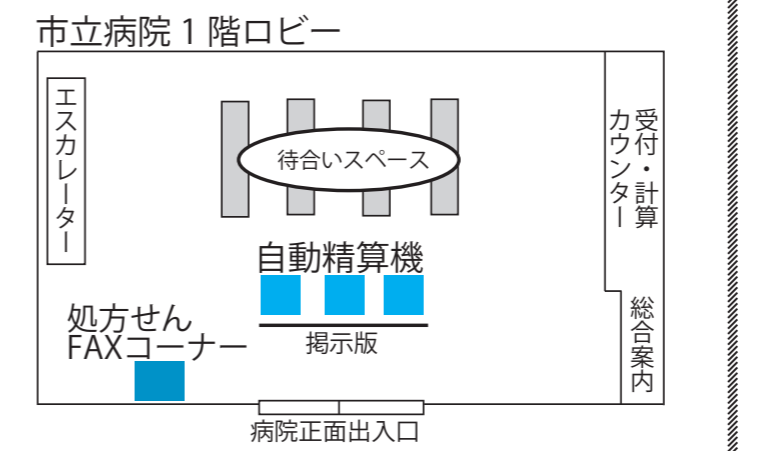 市立病院1階ロビー
エスカレーター
待合いスペース
受付・計算
カウンター
自動精算機
掲示版
処方せん
FAXコーナー
総合案内
病院正面出入口